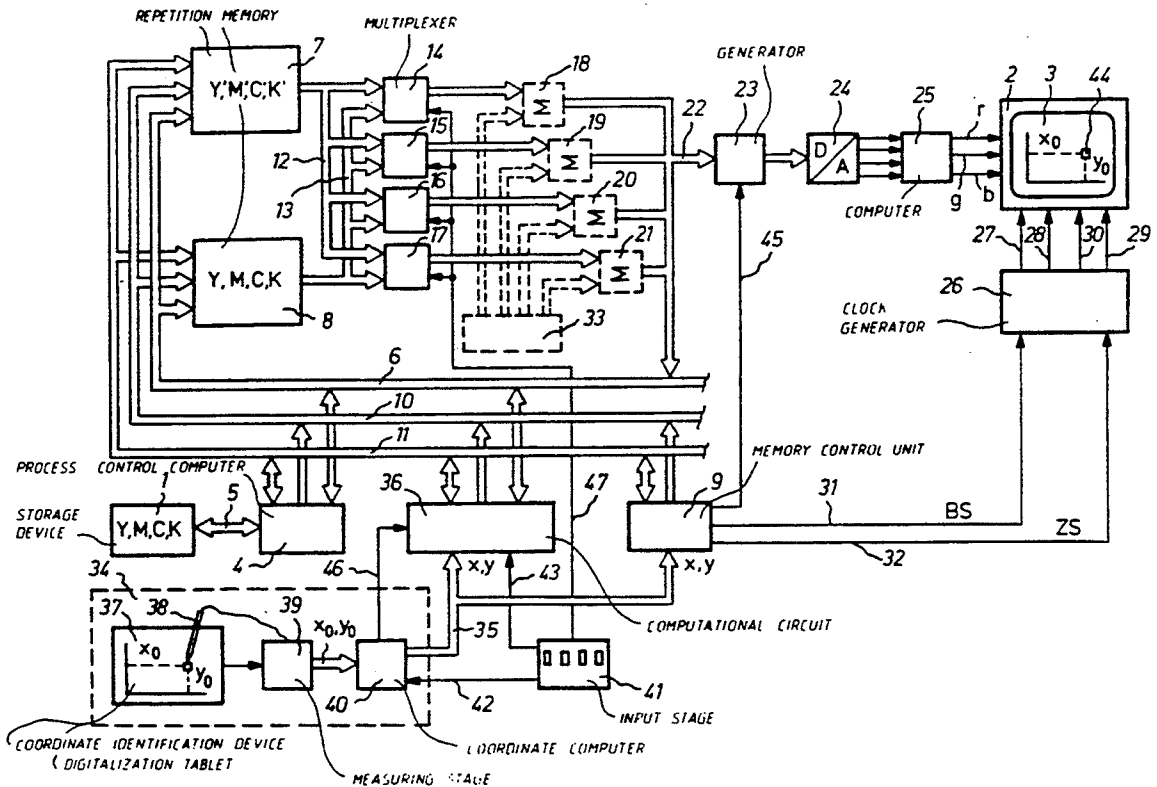 REPETITION MEMORY
MULTIPLEXER
GENERATOR
7
14
18
2 3 44
Y,'M,'C,'K'
M
23
24
25
r
15
19
22
x0
12
M
D
A
y0
16
20
13
M
g b
COMPUTER
17
21
M
45
27 28 30 29
Y, M, C, K
8
33
26
CLOCK
GENERATOR
6
10
11
MEMORY CONTROL UNIT
PROCESS CONTROL COMPUTER
1
5
36
47
9
31
BS
Y,M,C,K
STORAGE
DEVICE
4
46
x,y
43
x,y
32
ZS
34
37 38
39
x0,y0
35
COMPUTATIONAL CIRCUIT
x0
y0
40
42
41
INPUT STAGE
COORDINATE IDENTIFICATION DEVICE
DIGITALIZATION TABLET
COORDINATE COMPUTER
MEASURING STAGE